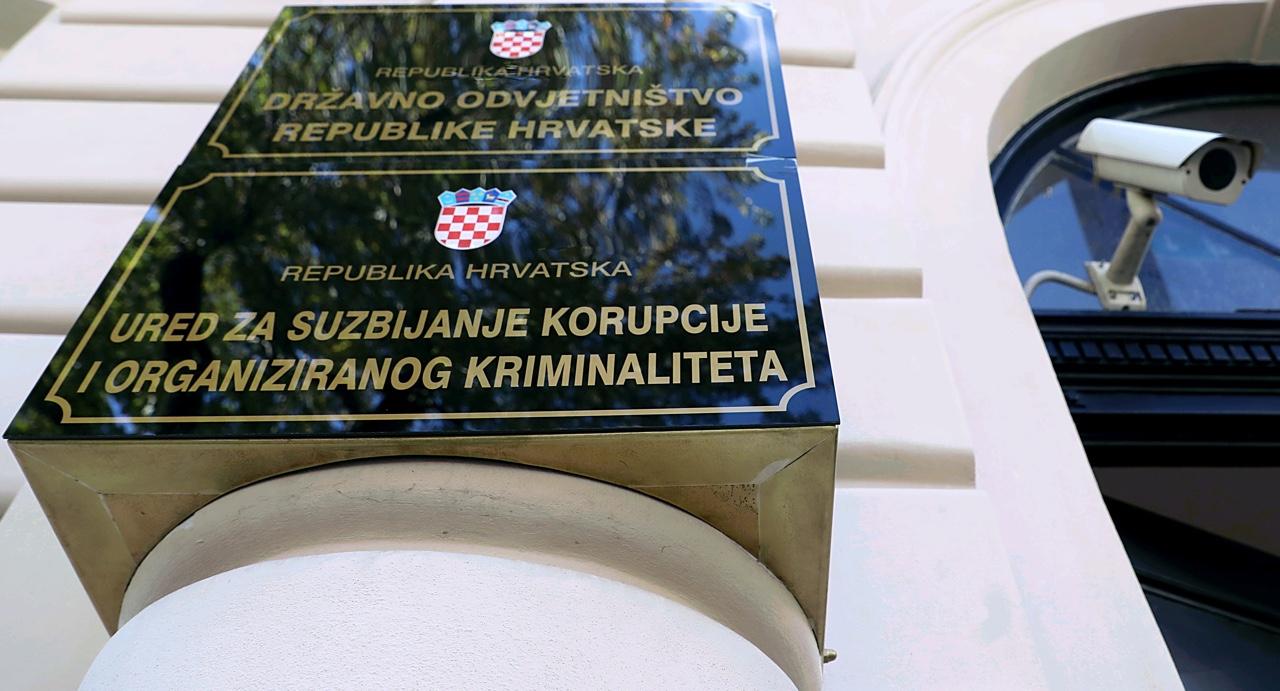 REPUBLIKA HRVATSKA
DRŽAVNO ODVJETNIŠTVO
REPUBLIKE HRVATSKE
REPUBLIKA HRVATSKA
URED ZA SUZBIJANJE KORUPCIJE
I ORGANIZIRANOG KRIMINALITETA